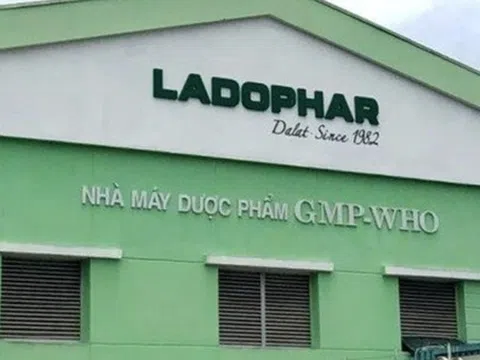 LADOPHAR
Dalat · Since 1982
NHÀ MÁY DƯỢC PHẨM GMP-WHO